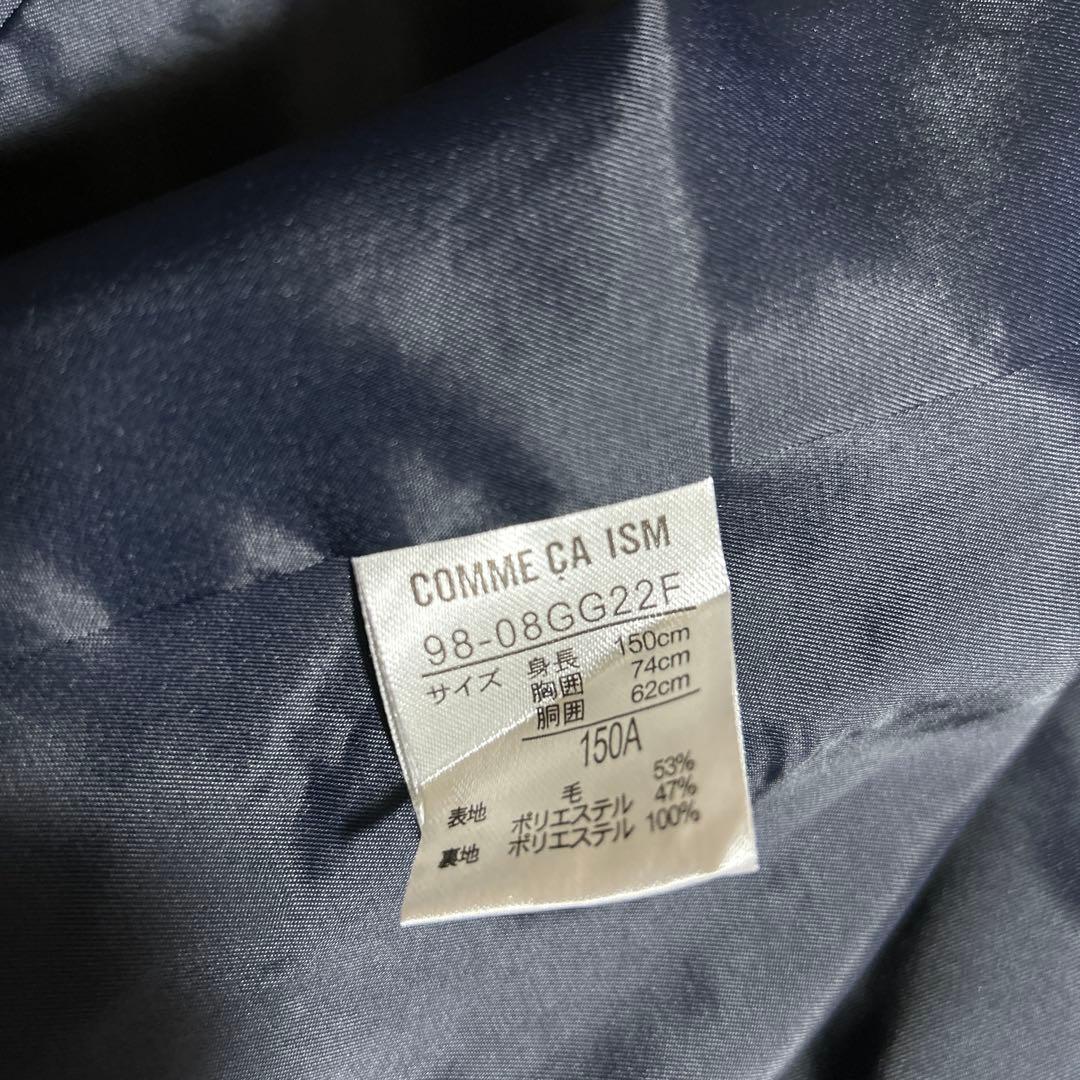 COMME ÇA ISM
98-08GG22F
サイズ 身長 150cm
胸囲 74cm
胴囲 62cm
150A
表地 毛 53%
ポリエステル 47%
裏地 ポリエステル 100%